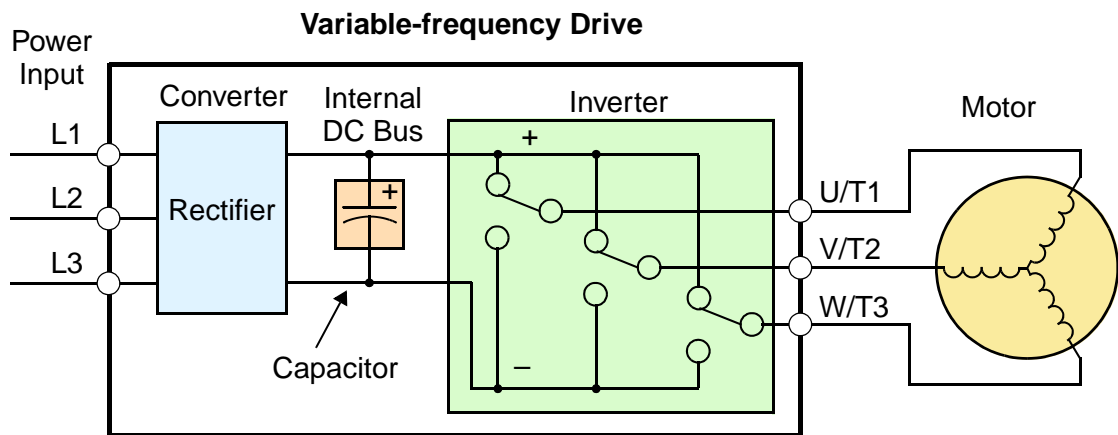 Variable-frequency Drive
Power
Input
Converter
Internal
DC Bus
Inverter
Motor
L1
L2
L3
Rectifier
+
+
–
U/T1
V/T2
W/T3
Capacitor